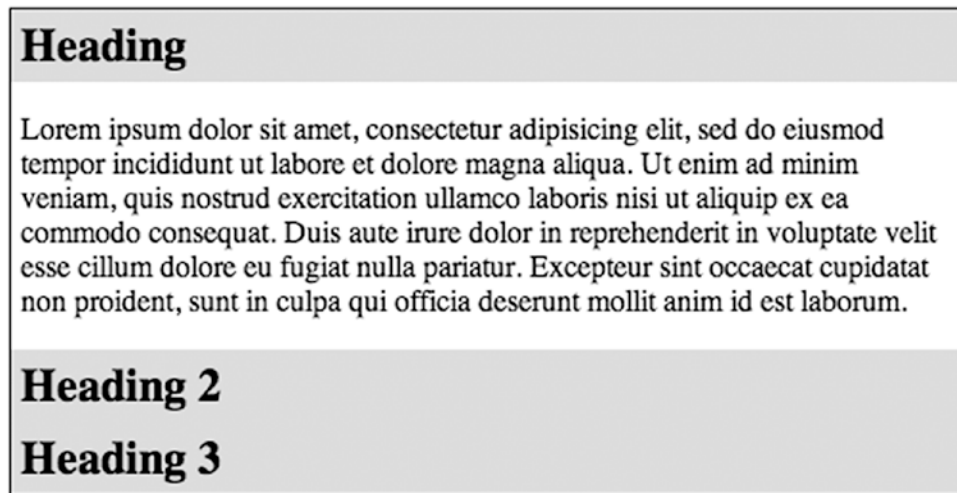 Heading
Lorem ipsum dolor sit amet, consectetur adipisicing elit, sed do eiusmod
tempor incididunt ut labore et dolore magna aliqua. Ut enim ad minim
veniam, quis nostrud exercitation ullamco laboris nisi ut aliquip ex ea
commodo consequat. Duis aute irure dolor in reprehenderit in voluptate velit
esse cillum dolore eu fugiat nulla pariatur. Excepteur sint occaecat cupidatat
non proident, sunt in culpa qui officia deserunt mollit anim id est laborum.
Heading 2
Heading 3